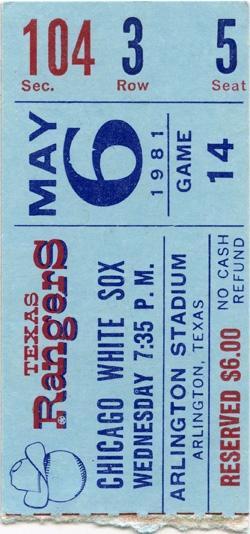 104 3 5
Sec. Row Seat
MAY 6 1981
GAME 14
TEXAS
Rangers
CHICAGO WHITE SOX
WEDNESDAY 7:35 P. M.
ARLINGTON STADIUM
ARLINGTON, TEXAS
RESERVED $6.00
NO CASH
REFUND